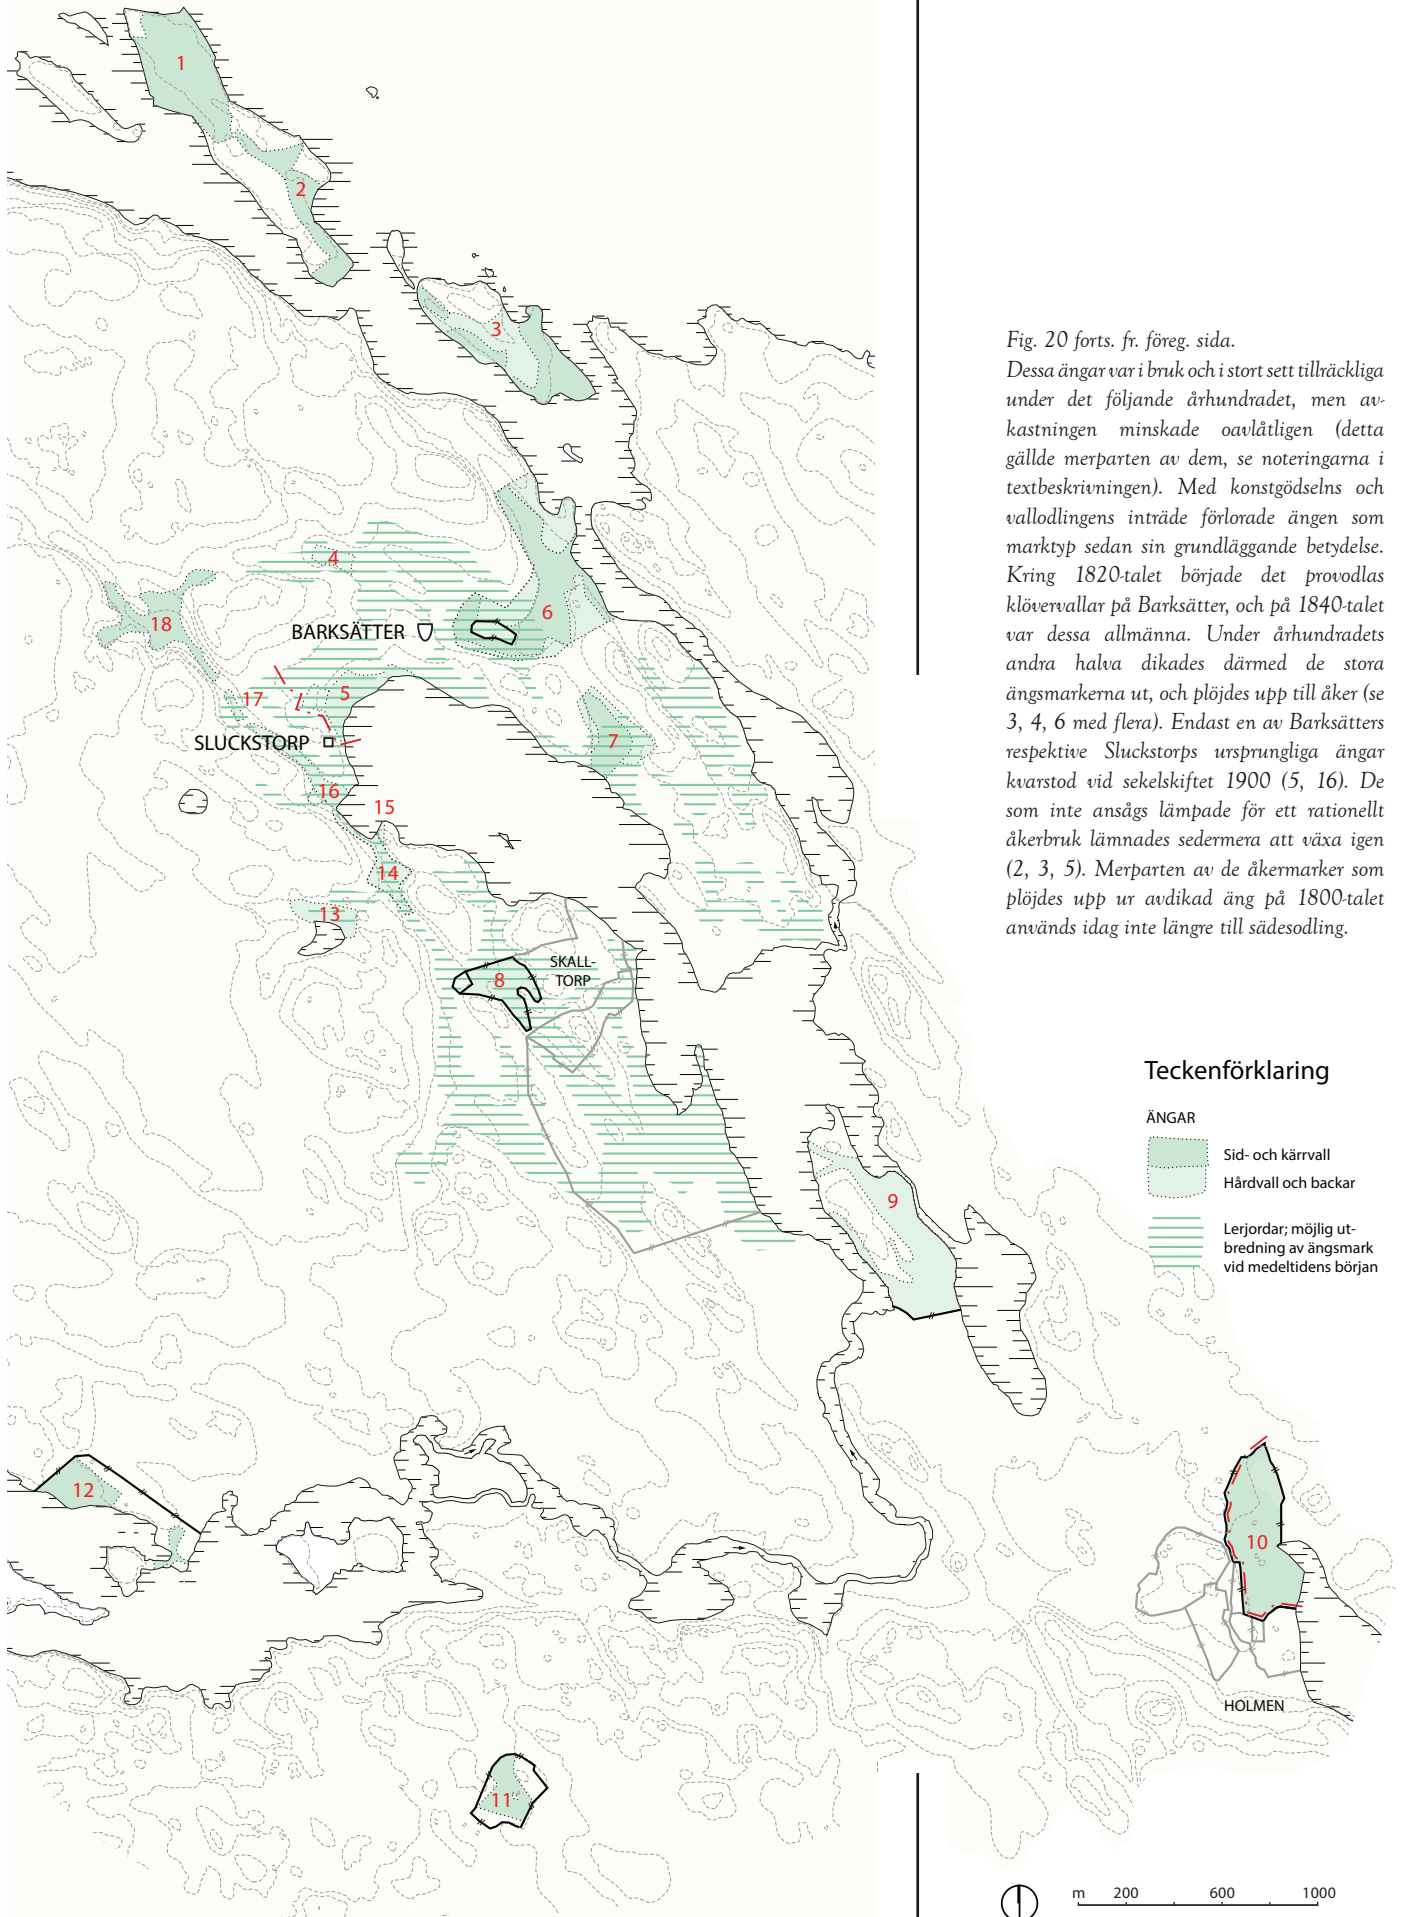 1
2
3
Fig. 20 forts. fr. föreg. sida.
Dessa ängar var i bruk och i stort sett tillräckliga
under det följande århundradet, men av-
kastningen minskade oavlåtligen (detta
gällde merparten av dem, se noteringarna i
textbeskrivningen). Med konstgödselns och
vallodlingens inträde förlorade ängen som
marktyp sedan sin grundläggande betydelse.
Kring 1820-talet började det provodlas
klövervallar på Barksätter, och på 1840-talet
var dessa allmänna. Under århundradets
andra halva dikades därmed de stora
ängsmarkerna ut, och plöjdes upp till åker (se
3, 4, 6 med flera). Endast en av Barksätters
respektive Sluckstorps ursprungliga ängar
kvarstod vid sekelskiftet 1900 (5, 16). De
som inte ansågs lämpade för ett rationellt
åkerbruk lämnades sedermera att växa igen
(2, 3, 5). Merparten av de åkermarker som
plöjdes upp ur avdikad äng på 1800-talet
används idag inte längre till sädesodling.
4
6
18
BARKSÄTTER
5
17
7
SLUCKSTORP
16
15
14
13
SKALL-
TORP
8
9
Teckenförklaring
ÄNGAR
Sid- och kärrvall
Hårdvall och backar
Lerjordar; möjlig ut-
bredning av ängsmark
vid medeltidens början
12
10
HOLMEN
11
m 200 600 1000